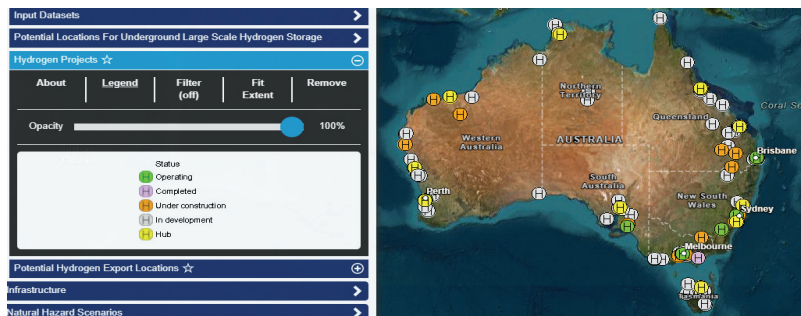 Input Datasets
Potential Locations For Underground Large Scale Hydrogen Storage
Hydrogen Projects
About
Legend
Filter
(off)
Fit
Extent
Remove
Opacity
100%
Status
H Operating
H Completed
H Under construction
H In development
H Hub
Potential Hydrogen Export Locations
Infrastructure
Natural Hazard Scenarios
Northern
Territory
Coral Se
Queensland
Western
Australia
AUSTRALIA
Brisbane
South
Australia
Perth
New South
Wales
Sydney
Melbourne
Tasmania